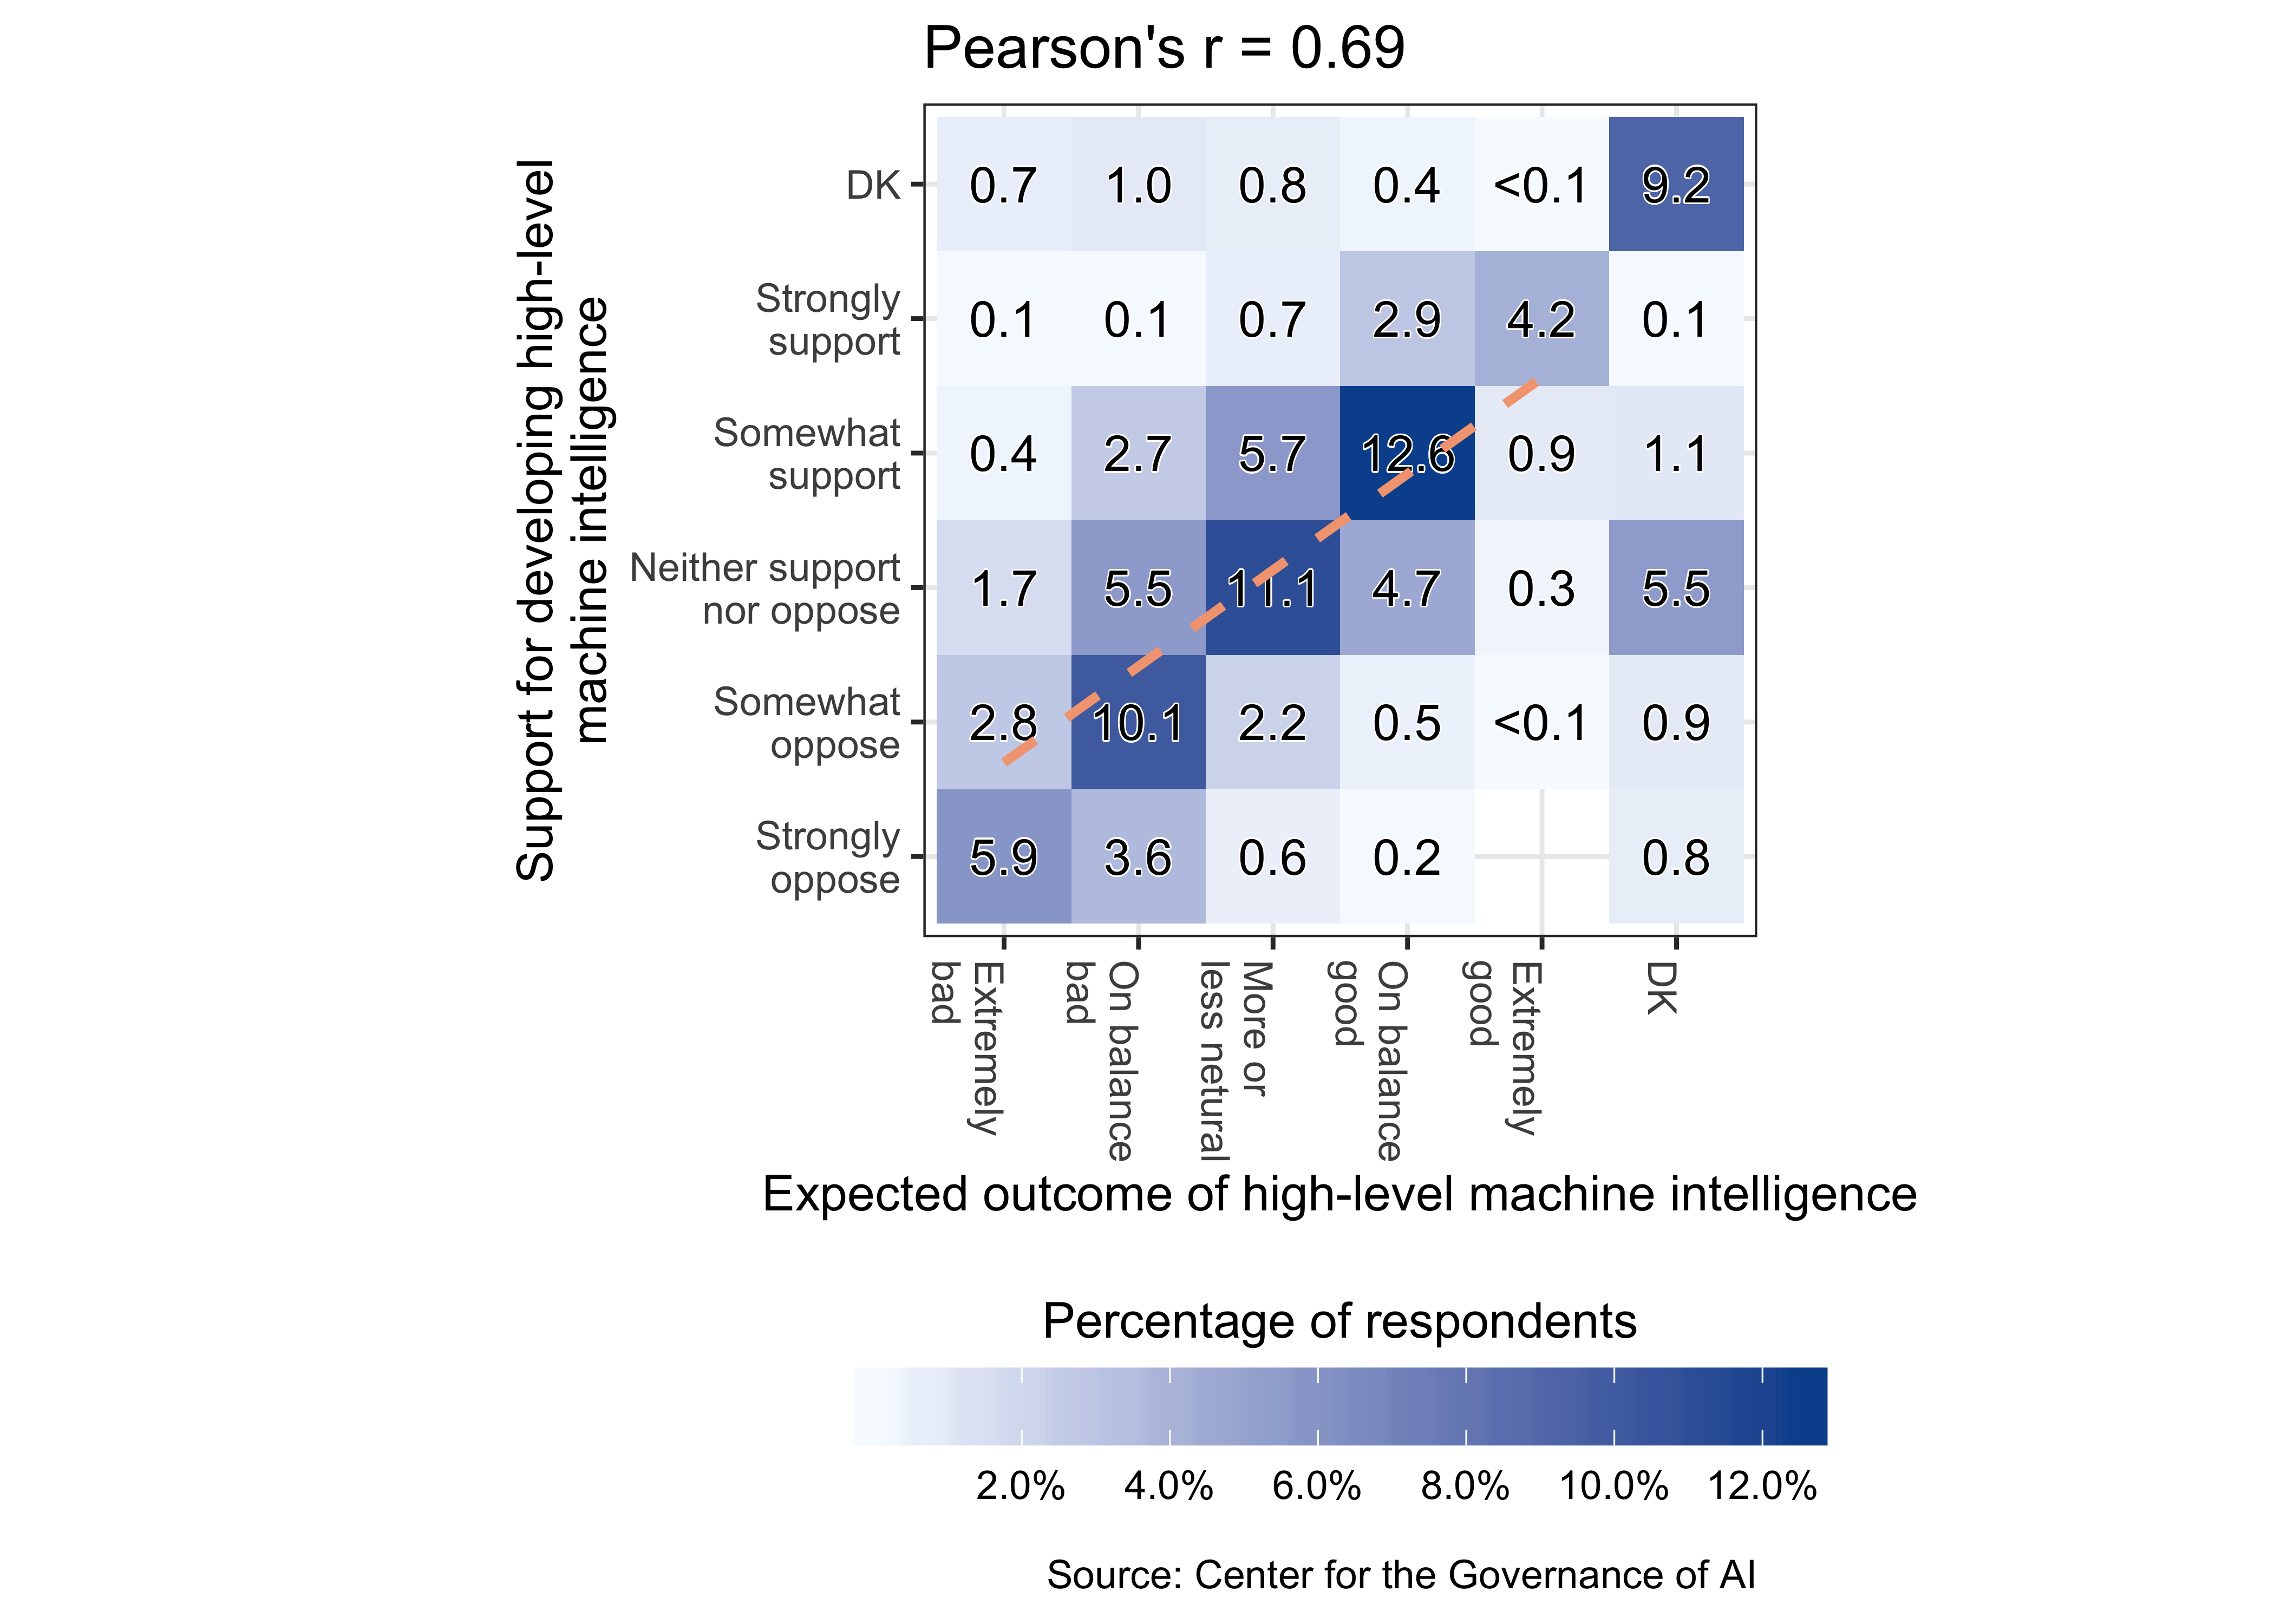 Pearson's r = 0.69
Support for developing high-level
machine intelligence
DK
0.7 1.0 0.8 0.4 <0.1 9.2
Strongly
support
0.1 0.1 0.7 2.9 4.2 0.1
Somewhat
support
0.4 2.7 5.7 12.6 0.9 1.1
Neither support
nor oppose
1.7 5.5 11.1 4.7 0.3 5.5
Somewhat
oppose
2.8 10.1 2.2 0.5 <0.1 0.9
Strongly
oppose
5.9 3.6 0.6 0.2 0.8
Extremely
bad
On balance
bad
More or
less netural
On balance
good
Extremely
good
DK
Expected outcome of high-level machine intelligence
Percentage of respondents
2.0% 4.0% 6.0% 8.0% 10.0% 12.0%
Source: Center for the Governance of AI